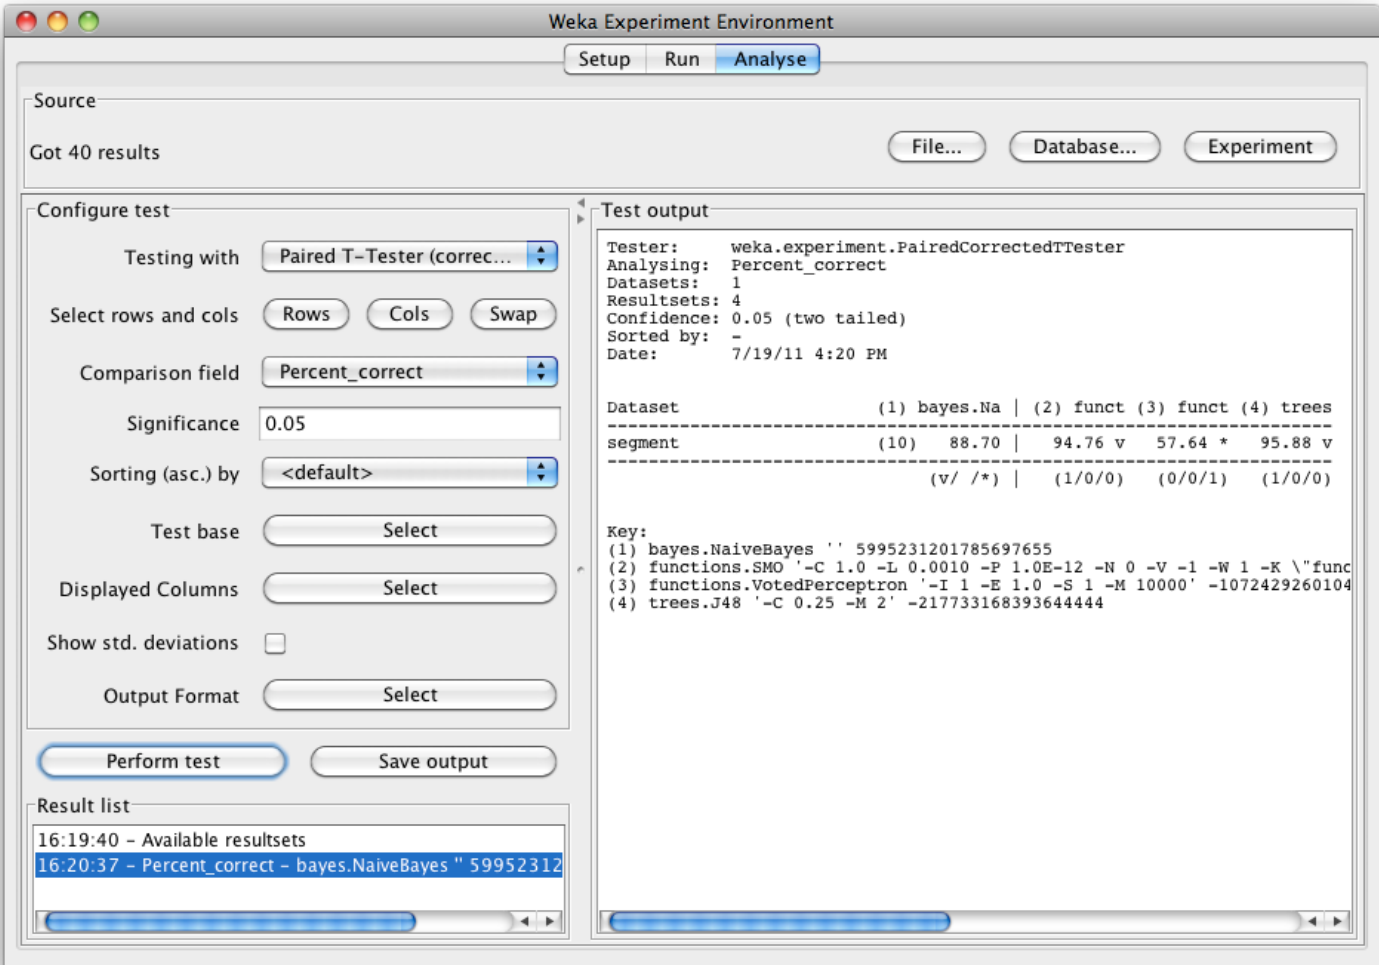 Weka Experiment Environment
Setup Run Analyse
Source
Got 40 results
File... Database... Experiment
Configure test
Testing with Paired T-Tester (correc...
Select rows and cols Rows Cols Swap
Comparison field Percent_correct
Significance 0.05
Sorting (asc.) by <default>
Test base Select
Displayed Columns Select
Show std. deviations
Output Format Select
Perform test Save output
Result list
16:19:40 – Available resultsets
16:20:37 – Percent_correct – bayes.NaiveBayes '' 59952312
Test output
Tester: weka.experiment.PairedCorrectedTTester
Analysing: Percent_correct
Datasets: 1
Resultsets: 4
Confidence: 0.05 (two tailed)
Sorted by: -
Date: 7/19/11 4:20 PM
Dataset (1) bayes.Na | (2) funct (3) funct (4) trees
--------------------------------------------------------------------------
segment (10) 88.70 | 94.76 v 57.64 * 95.88 v
--------------------------------------------------------------------------
(v/ /*) | (1/0/0) (0/0/1) (1/0/0)
Key:
(1) bayes.NaiveBayes '' 5995231201785697655
(2) functions.SMO '-C 1.0 -L 0.0010 -P 1.0E-12 -N 0 -V -1 -W 1 -K \"func
(3) functions.VotedPerceptron '-I 1 -E 1.0 -S 1 -M 10000' -1072429260104
(4) trees.J48 '-C 0.25 -M 2' -217733168393644444